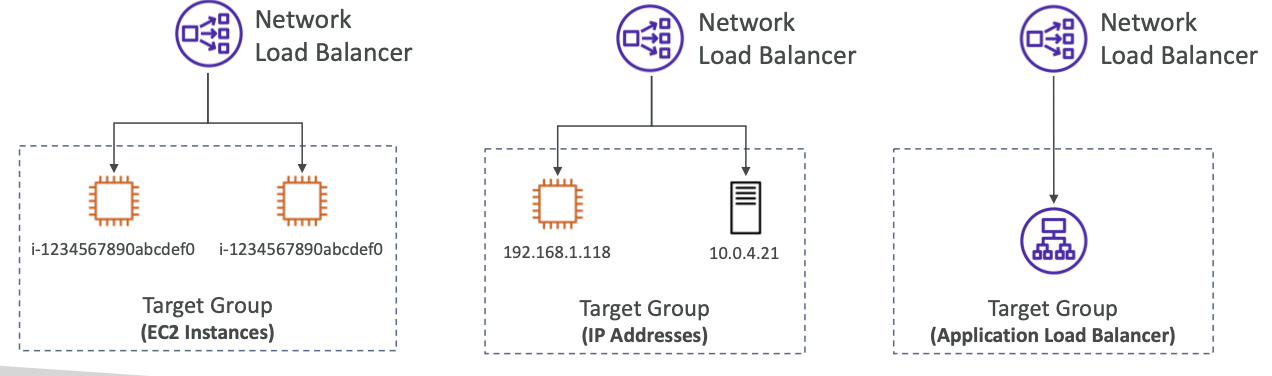 Network
Load Balancer
i-1234567890abcdef0
i-1234567890abcdef0
Target Group
(EC2 Instances)
Network
Load Balancer
192.168.1.118
10.0.4.21
Target Group
(IP Addresses)
Network
Load Balancer
Target Group
(Application Load Balancer)